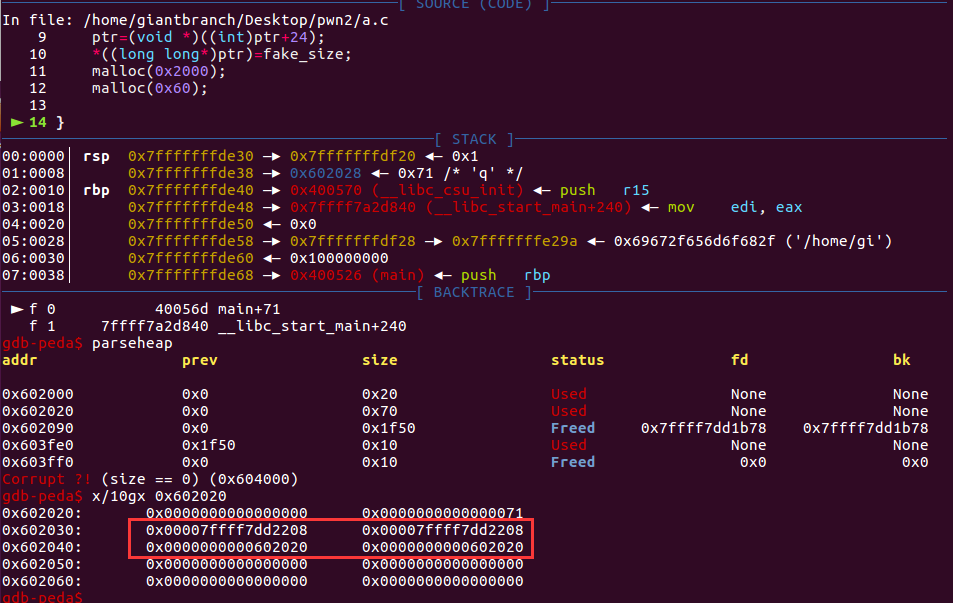 [ SOURCE (CODE) ]
In file: /home/giantbranch/Desktop/pwn2/a.c
9 ptr=(void *)((int)ptr+24);
10 *((long long*)ptr)=fake_size;
11 malloc(0x2000);
12 malloc(0x60);
13
► 14 }
[ STACK ]
00:0000│ rsp 0x7fffffffde30 —▸ 0x7fffffffdf20 ◂— 0x1
01:0008│ 0x7fffffffde38 —▸ 0x602028 ◂— 0x71 /* 'q' */
02:0010│ rbp 0x7fffffffde40 —▸ 0x400570 (__libc_csu_init) ◂— push r15
03:0018│ 0x7fffffffde48 —▸ 0x7ffff7a2d840 (__libc_start_main+240) ◂— mov edi, eax
04:0020│ 0x7fffffffde50 ◂— 0x0
05:0028│ 0x7fffffffde58 —▸ 0x7fffffffdf28 —▸ 0x7fffffffe29a ◂— 0x69672f656d6f682f ('/home/gi')
06:0030│ 0x7fffffffde60 ◂— 0x100000000
07:0038│ 0x7fffffffde68 —▸ 0x400526 (main) ◂— push rbp
[ BACKTRACE ]
► f 0 40056d main+71
f 1 7ffff7a2d840 __libc_start_main+240
gdb-peda$ parseheap
addr prev size status fd bk
0x602000 0x0 0x20 Used None None
0x602020 0x0 0x70 Used None None
0x602090 0x0 0x1f50 Freed 0x7ffff7dd1b78 0x7ffff7dd1b78
0x603fe0 0x1f50 0x10 Used None None
0x603ff0 0x0 0x10 Freed 0x0 0x0
Corrupt ?! (size == 0) (0x604000)
gdb-peda$ x/10gx 0x602020
0x602020: 0x0000000000000000 0x0000000000000071
0x602030: 0x00007ffff7dd2208 0x00007ffff7dd2208
0x602040: 0x0000000000602020 0x0000000000602020
0x602050: 0x0000000000000000 0x0000000000000000
0x602060: 0x0000000000000000 0x0000000000000000
gdb-peda$